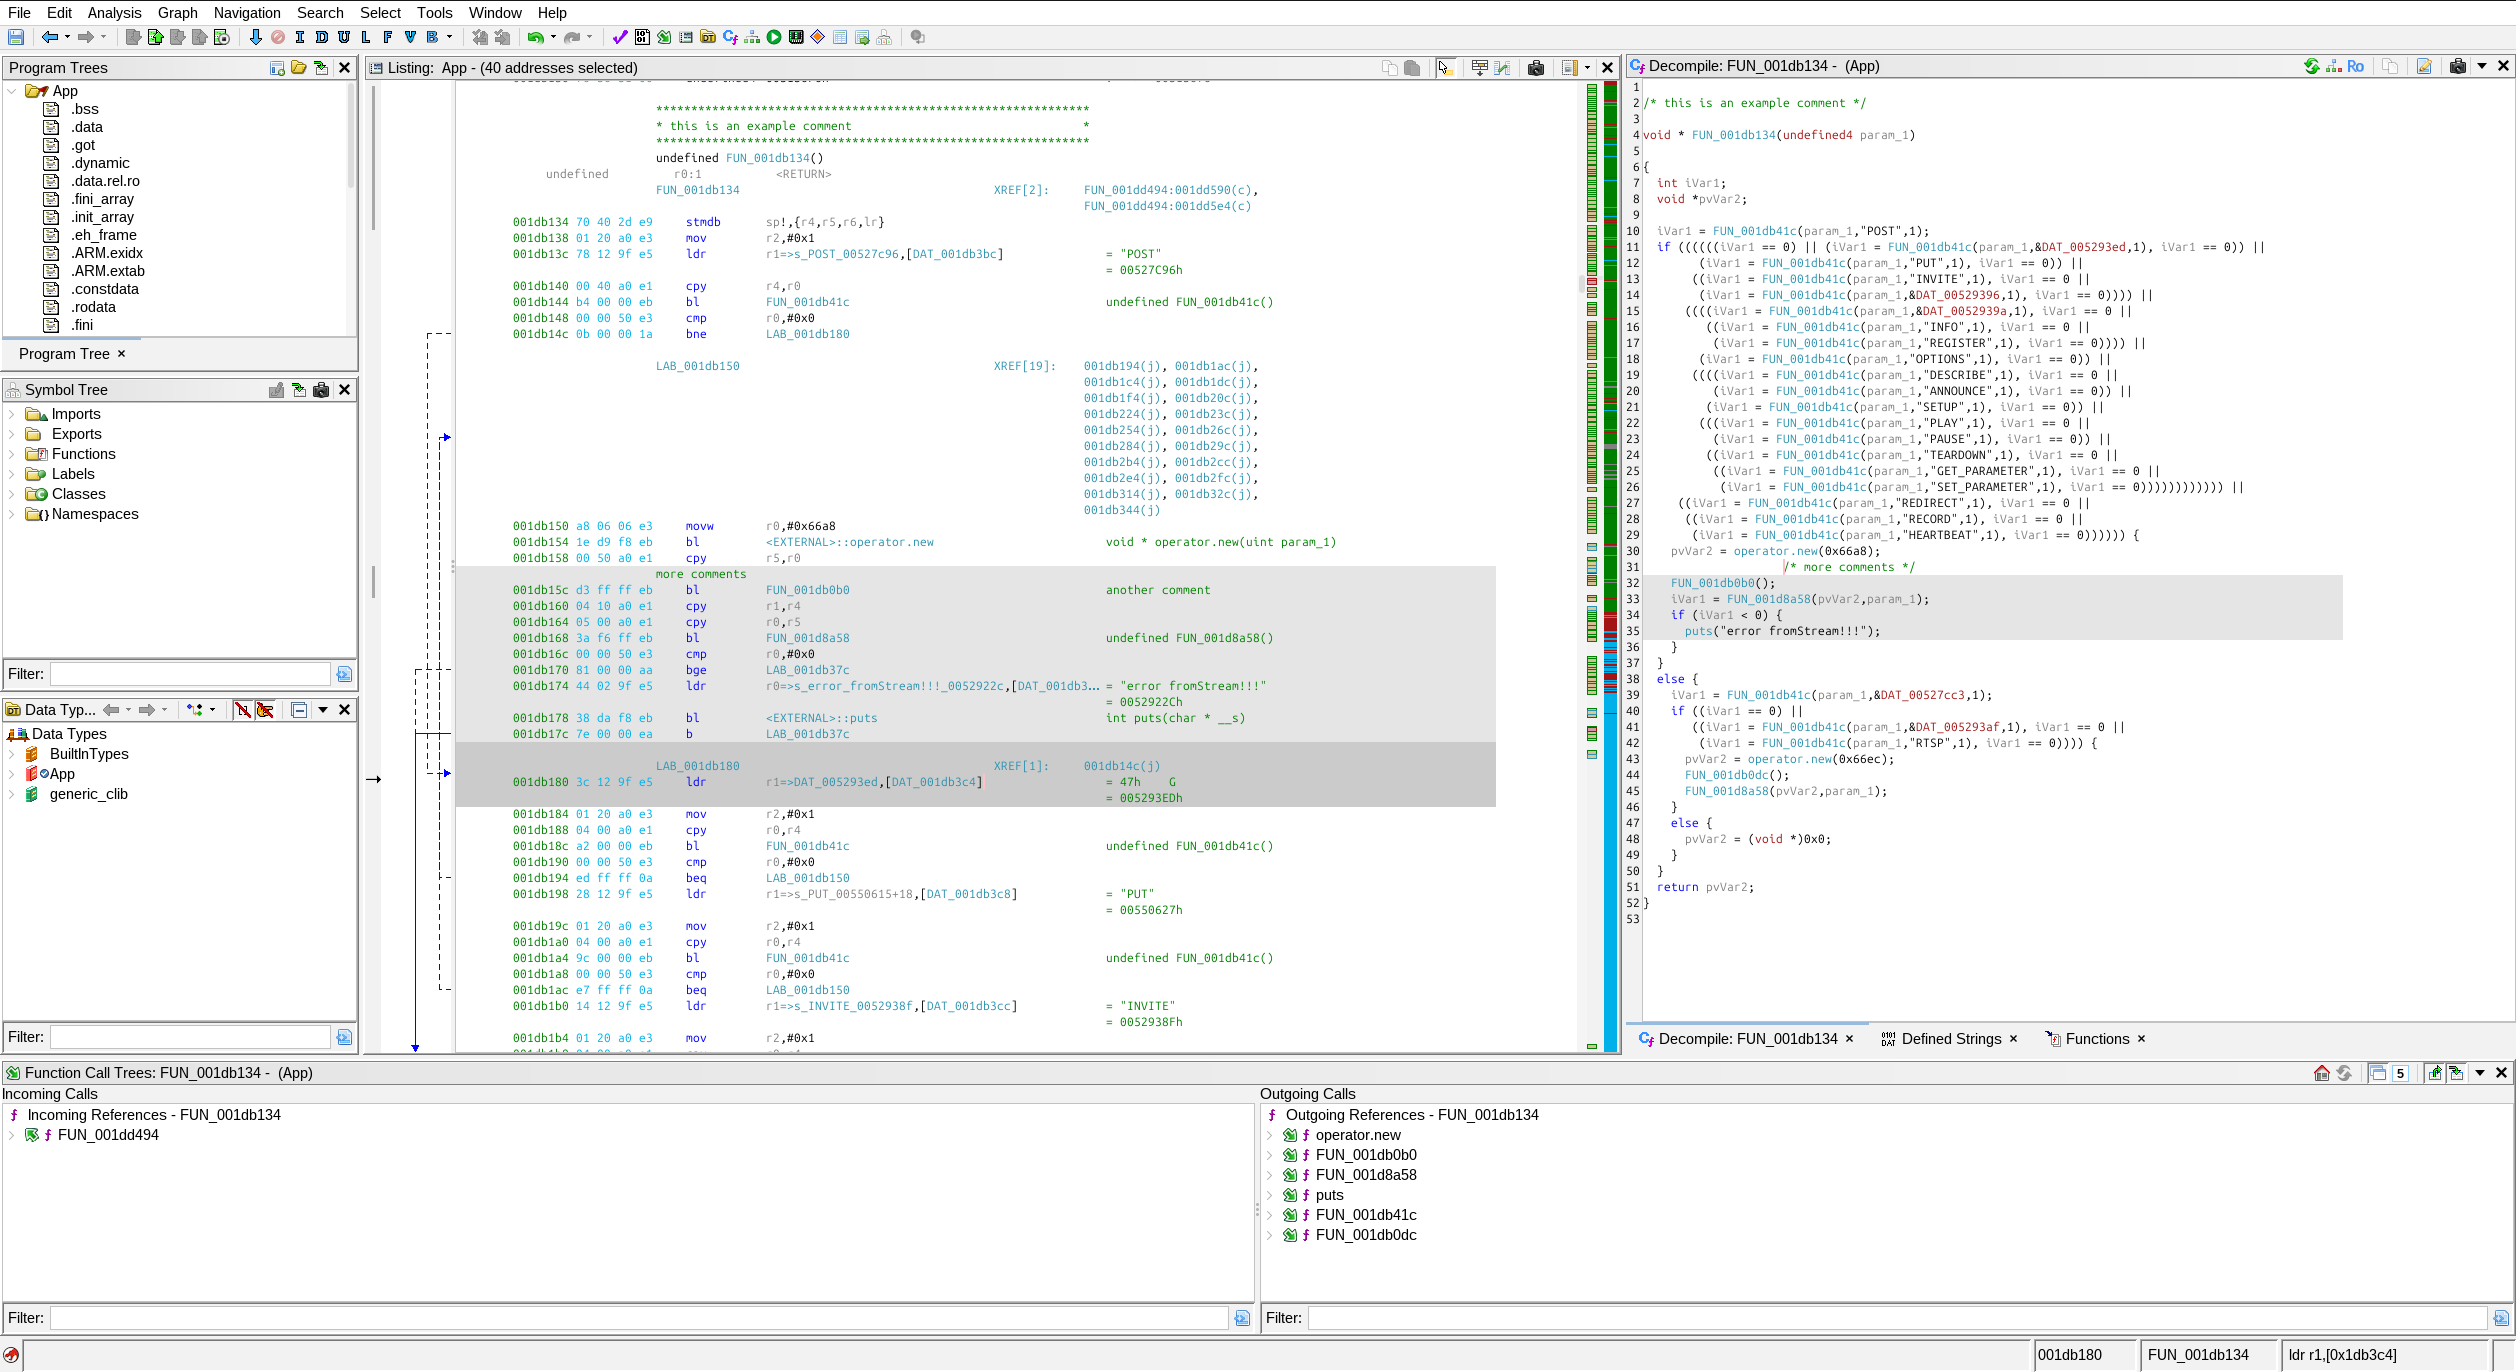 File Edit Analysis Graph Navigation Search Select Tools Window Help
I D U L F V B
Program Trees
App
.bss
.data
.got
.dynamic
.data.rel.ro
.fini_array
.init_array
.eh_frame
.ARM.exidx
.ARM.extab
.constdata
.rodata
.fini
Program Tree ×
Symbol Tree
Imports
Exports
Functions
Labels
Classes
Namespaces
Filter:
Data Typ...
Data Types
BuiltInTypes
App
generic_clib
Filter:
Listing: App - (40 addresses selected)
**************************************************************
* this is an example comment *
**************************************************************
undefined FUN_001db134()
undefined r0:1 <RETURN>
FUN_001db134 XREF[2]: FUN_001dd494:001dd590(c),
FUN_001dd494:001dd5e4(c)
001db134 70 40 2d e9 stmdb sp!,{r4,r5,r6,lr}
001db138 01 20 a0 e3 mov r2,#0x1
001db13c 78 12 9f e5 ldr r1=>s_POST_00527c96,[DAT_001db3bc] = "POST"
= 00527C96h
001db140 00 40 a0 e1 cpy r4,r0
001db144 b4 00 00 eb bl FUN_001db41c undefined FUN_001db41c()
001db148 00 00 50 e3 cmp r0,#0x0
001db14c 0b 00 00 1a bne LAB_001db180
LAB_001db150 XREF[19]: 001db194(j), 001db1ac(j),
001db1c4(j), 001db1dc(j),
001db1f4(j), 001db20c(j),
001db224(j), 001db23c(j),
001db254(j), 001db26c(j),
001db284(j), 001db29c(j),
001db2b4(j), 001db2cc(j),
001db2e4(j), 001db2fc(j),
001db314(j), 001db32c(j),
001db344(j)
001db150 a8 06 06 e3 movw r0,#0x66a8
001db154 1e d9 f8 eb bl <EXTERNAL>::operator.new void * operator.new(uint param_1)
001db158 00 50 a0 e1 cpy r5,r0
more comments
001db15c d3 ff ff eb bl FUN_001db0b0 another comment
001db160 04 10 a0 e1 cpy r1,r4
001db164 05 00 a0 e1 cpy r0,r5
001db168 3a f6 ff eb bl FUN_001d8a58 undefined FUN_001d8a58()
001db16c 00 00 50 e3 cmp r0,#0x0
001db170 81 00 00 aa bge LAB_001db37c
001db174 44 02 9f e5 ldr r0=>s_error_fromStream!!!_0052922c,[DAT_001db3... = "error fromStream!!!"
= 0052922Ch
001db178 38 da f8 eb bl <EXTERNAL>::puts int puts(char * __s)
001db17c 7e 00 00 ea b LAB_001db37c
LAB_001db180 XREF[1]: 001db14c(j)
001db180 3c 12 9f e5 ldr r1=>DAT_005293ed,[DAT_001db3c4] = 47h G
= 005293EDh
001db184 01 20 a0 e3 mov r2,#0x1
001db188 04 00 a0 e1 cpy r0,r4
001db18c a2 00 00 eb bl FUN_001db41c undefined FUN_001db41c()
001db190 00 00 50 e3 cmp r0,#0x0
001db194 ed ff ff 0a beq LAB_001db150
001db198 28 12 9f e5 ldr r1=>s_PUT_00550615+18,[DAT_001db3c8] = "PUT"
= 00550627h
001db19c 01 20 a0 e3 mov r2,#0x1
001db1a0 04 00 a0 e1 cpy r0,r4
001db1a4 9c 00 00 eb bl FUN_001db41c undefined FUN_001db41c()
001db1a8 00 00 50 e3 cmp r0,#0x0
001db1ac e7 ff ff 0a beq LAB_001db150
001db1b0 14 12 9f e5 ldr r1=>s_INVITE_0052938f,[DAT_001db3cc] = "INVITE"
= 0052938Fh
001db1b4 01 20 a0 e3 mov r2,#0x1
Decompile: FUN_001db134 - (App)
Ro
1
2 /* this is an example comment */
3
4 void * FUN_001db134(undefined4 param_1)
5
6 {
7 int iVar1;
8 void *pvVar2;
9
10 iVar1 = FUN_001db41c(param_1,"POST",1);
11 if ((((((iVar1 == 0) || (iVar1 = FUN_001db41c(param_1,&DAT_005293ed,1), iVar1 == 0)) ||
12 (iVar1 = FUN_001db41c(param_1,"PUT",1), iVar1 == 0)) ||
13 ((iVar1 = FUN_001db41c(param_1,"INVITE",1), iVar1 == 0 ||
14 (iVar1 = FUN_001db41c(param_1,&DAT_00529396,1), iVar1 == 0)))) ||
15 ((((iVar1 = FUN_001db41c(param_1,&DAT_0052939a,1), iVar1 == 0 ||
16 ((iVar1 = FUN_001db41c(param_1,"INFO",1), iVar1 == 0 ||
17 (iVar1 = FUN_001db41c(param_1,"REGISTER",1), iVar1 == 0)))) ||
18 (iVar1 = FUN_001db41c(param_1,"OPTIONS",1), iVar1 == 0)) ||
19 ((((iVar1 = FUN_001db41c(param_1,"DESCRIBE",1), iVar1 == 0 ||
20 (iVar1 = FUN_001db41c(param_1,"ANNOUNCE",1), iVar1 == 0)) ||
21 (iVar1 = FUN_001db41c(param_1,"SETUP",1), iVar1 == 0)) ||
22 (((iVar1 = FUN_001db41c(param_1,"PLAY",1), iVar1 == 0 ||
23 (iVar1 = FUN_001db41c(param_1,"PAUSE",1), iVar1 == 0)) ||
24 ((iVar1 = FUN_001db41c(param_1,"TEARDOWN",1), iVar1 == 0 ||
25 ((iVar1 = FUN_001db41c(param_1,"GET_PARAMETER",1), iVar1 == 0 ||
26 (iVar1 = FUN_001db41c(param_1,"SET_PARAMETER",1), iVar1 == 0)))))))))))) ||
27 ((iVar1 = FUN_001db41c(param_1,"REDIRECT",1), iVar1 == 0 ||
28 ((iVar1 = FUN_001db41c(param_1,"RECORD",1), iVar1 == 0 ||
29 (iVar1 = FUN_001db41c(param_1,"HEARTBEAT",1), iVar1 == 0)))))) {
30 pvVar2 = operator.new(0x66a8);
31 /* more comments */
32 FUN_001db0b0();
33 iVar1 = FUN_001d8a58(pvVar2,param_1);
34 if (iVar1 < 0) {
35 puts("error fromStream!!!");
36 }
37 }
38 else {
39 iVar1 = FUN_001db41c(param_1,&DAT_00527cc3,1);
40 if ((iVar1 == 0) ||
41 ((iVar1 = FUN_001db41c(param_1,&DAT_005293af,1), iVar1 == 0 ||
42 (iVar1 = FUN_001db41c(param_1,"RTSP",1), iVar1 == 0)))) {
43 pvVar2 = operator.new(0x66ec);
44 FUN_001db0dc();
45 FUN_001d8a58(pvVar2,param_1);
46 }
47 else {
48 pvVar2 = (void *)0x0;
49 }
50 }
51 return pvVar2;
52 }
53
Decompile: FUN_001db134 × Defined Strings × Functions ×
Function Call Trees: FUN_001db134 - (App)
5
Incoming Calls
Incoming References - FUN_001db134
FUN_001dd494
Filter:
Outgoing Calls
Outgoing References - FUN_001db134
operator.new
FUN_001db0b0
FUN_001d8a58
puts
FUN_001db41c
FUN_001db0dc
Filter:
001db180 FUN_001db134 ldr r1,[0x1db3c4]